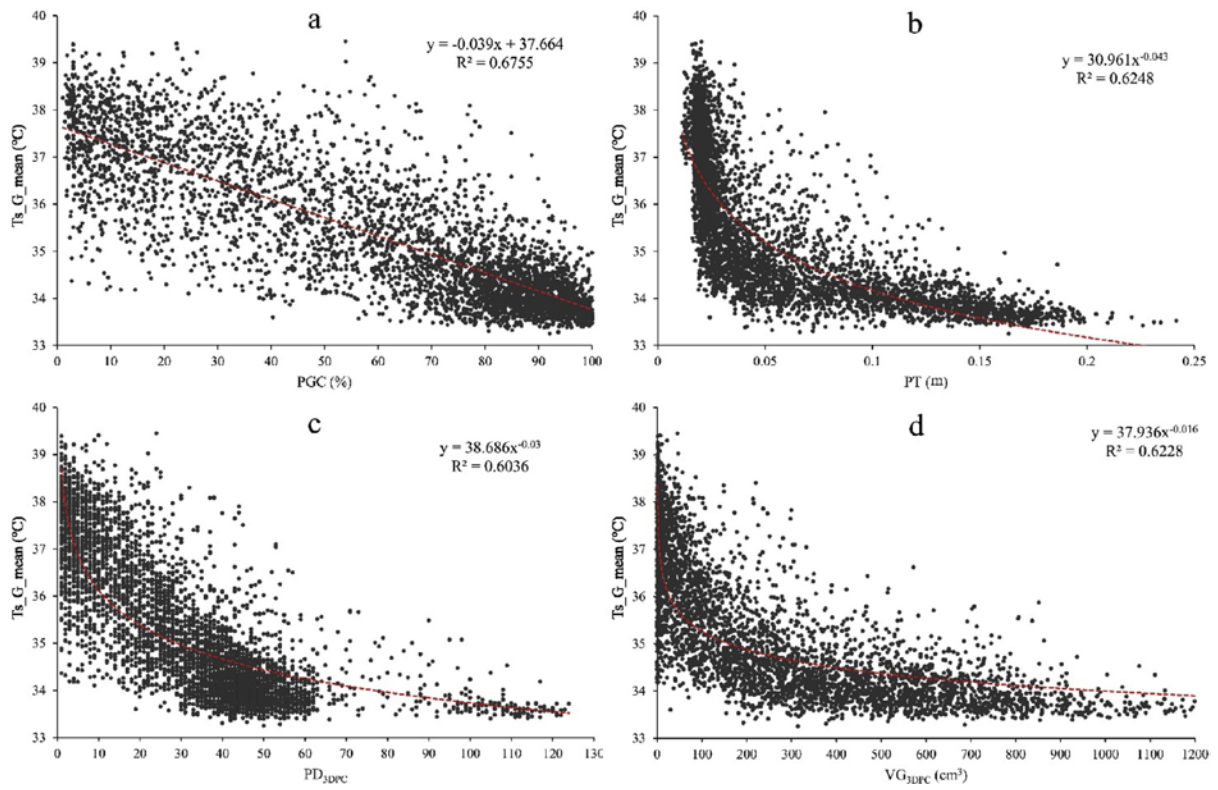 a
y = -0.039x + 37.664
R² = 0.6755
40
39
38
37
36
35
34
33
Ts_G_mean (°C)
0 10 20 30 40 50 60 70 80 90 100
PGC (%)
b
y = 30.961x^-0.043
R² = 0.6248
40
39
38
37
36
35
34
33
Ts_G_mean (°C)
0 0.05 0.1 0.15 0.2 0.25
PT (m)
c
y = 38.686x^-0.03
R² = 0.6036
40
39
38
37
36
35
34
33
Ts_G_mean (°C)
0 10 20 30 40 50 60 70 80 90 100 110 120 130
PD3DPC
d
y = 37.936x^-0.016
R² = 0.6228
40
39
38
37
36
35
34
33
Ts_G_mean (°C)
0 100 200 300 400 500 600 700 800 900 1000 1100 1200
VG3DPC (cm³)